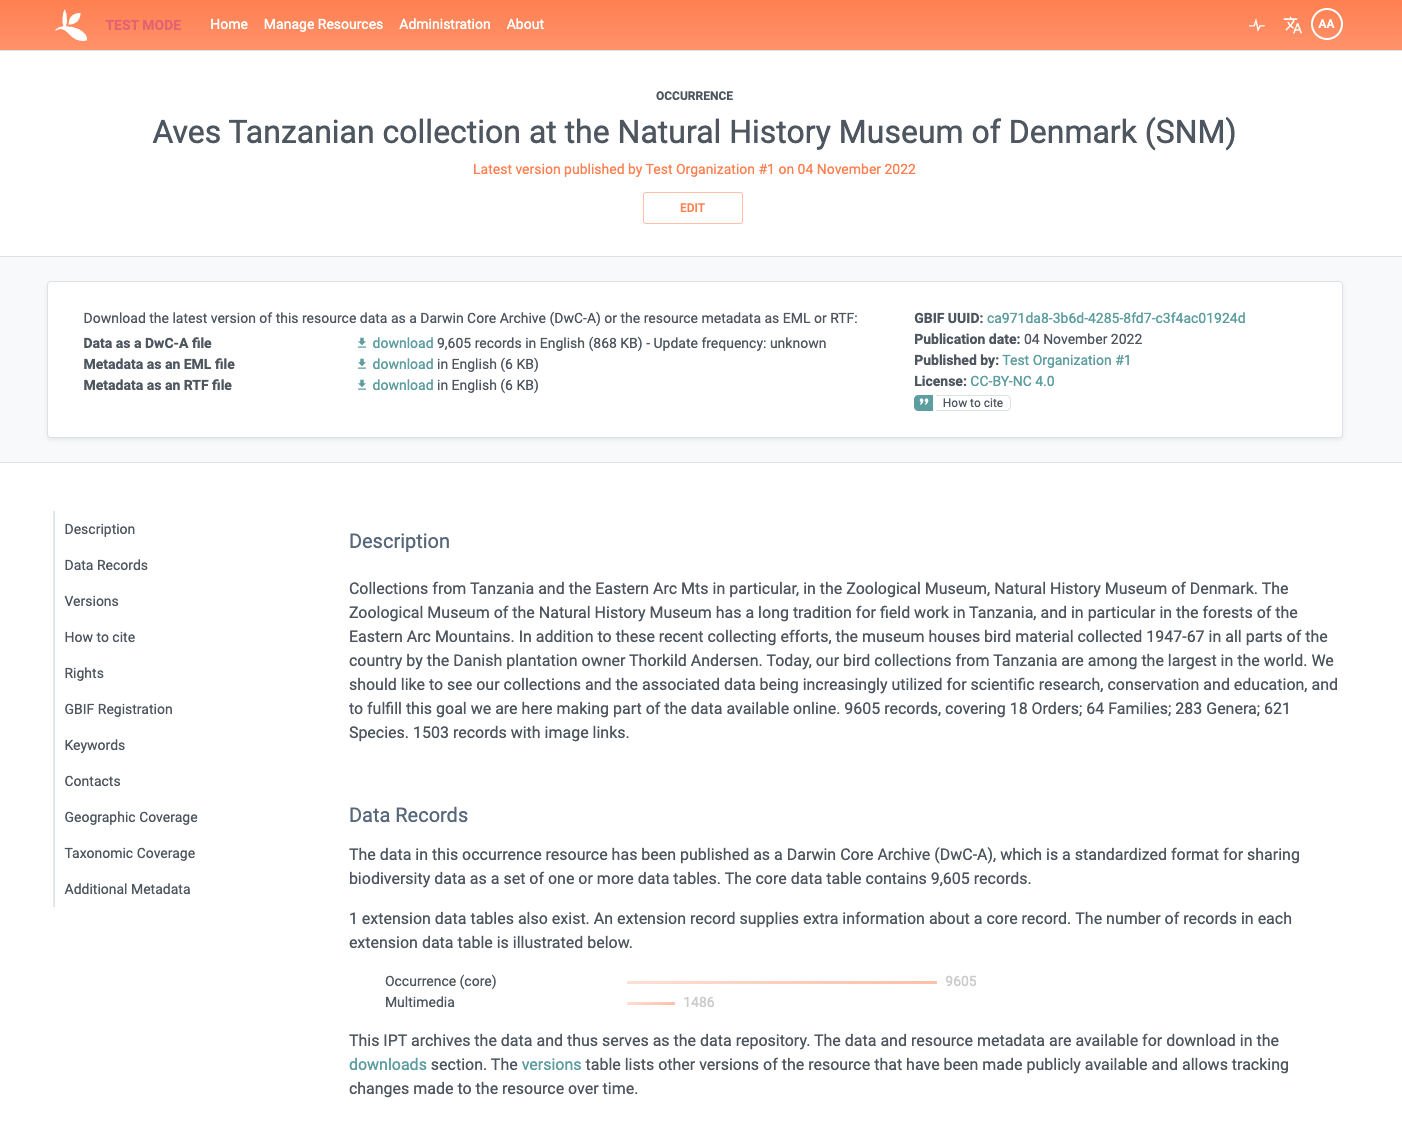 TEST MODE Home Manage Resources Administration About AA
OCCURRENCE
Aves Tanzanian collection at the Natural History Museum of Denmark (SNM)
Latest version published by Test Organization #1 on 04 November 2022
EDIT
Download the latest version of this resource data as a Darwin Core Archive (DwC-A) or the resource metadata as EML or RTF:
Data as a DwC-A file download 9,605 records in English (868 KB) - Update frequency: unknown
Metadata as an EML file download in English (6 KB)
Metadata as an RTF file download in English (6 KB)
GBIF UUID: ca971da8-3b6d-4285-8fd7-c3f4ac01924d
Publication date: 04 November 2022
Published by: Test Organization #1
License: CC-BY-NC 4.0
How to cite
Description
Data Records
Versions
How to cite
Rights
GBIF Registration
Keywords
Contacts
Geographic Coverage
Taxonomic Coverage
Additional Metadata
Description
Collections from Tanzania and the Eastern Arc Mts in particular, in the Zoological Museum, Natural History Museum of Denmark. The
Zoological Museum of the Natural History Museum has a long tradition for field work in Tanzania, and in particular in the forests of the
Eastern Arc Mountains. In addition to these recent collecting efforts, the museum houses bird material collected 1947-67 in all parts of the
country by the Danish plantation owner Thorkild Andersen. Today, our bird collections from Tanzania are among the largest in the world. We
should like to see our collections and the associated data being increasingly utilized for scientific research, conservation and education, and
to fulfill this goal we are here making part of the data available online. 9605 records, covering 18 Orders; 64 Families; 283 Genera; 621
Species. 1503 records with image links.
Data Records
The data in this occurrence resource has been published as a Darwin Core Archive (DwC-A), which is a standardized format for sharing
biodiversity data as a set of one or more data tables. The core data table contains 9,605 records.
1 extension data tables also exist. An extension record supplies extra information about a core record. The number of records in each
extension data table is illustrated below.
Occurrence (core) 9605
Multimedia 1486
This IPT archives the data and thus serves as the data repository. The data and resource metadata are available for download in the
downloads section. The versions table lists other versions of the resource that have been made publicly available and allows tracking
changes made to the resource over time.